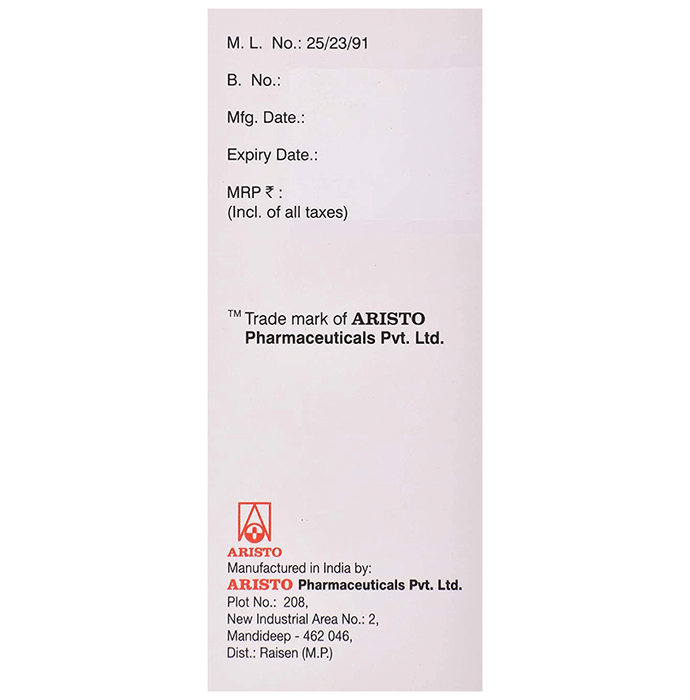 M. L. No.: 25/23/91
B. No.:
Mfg. Date.:
Expiry Date.:
MRP ₹ :
(Incl. of all taxes)
™ Trade mark of ARISTO
Pharmaceuticals Pvt. Ltd.
ARISTO
Manufactured in India by:
ARISTO Pharmaceuticals Pvt. Ltd.
Plot No.: 208,
New Industrial Area No.: 2,
Mandideep - 462 046,
Dist.: Raisen (M.P.)